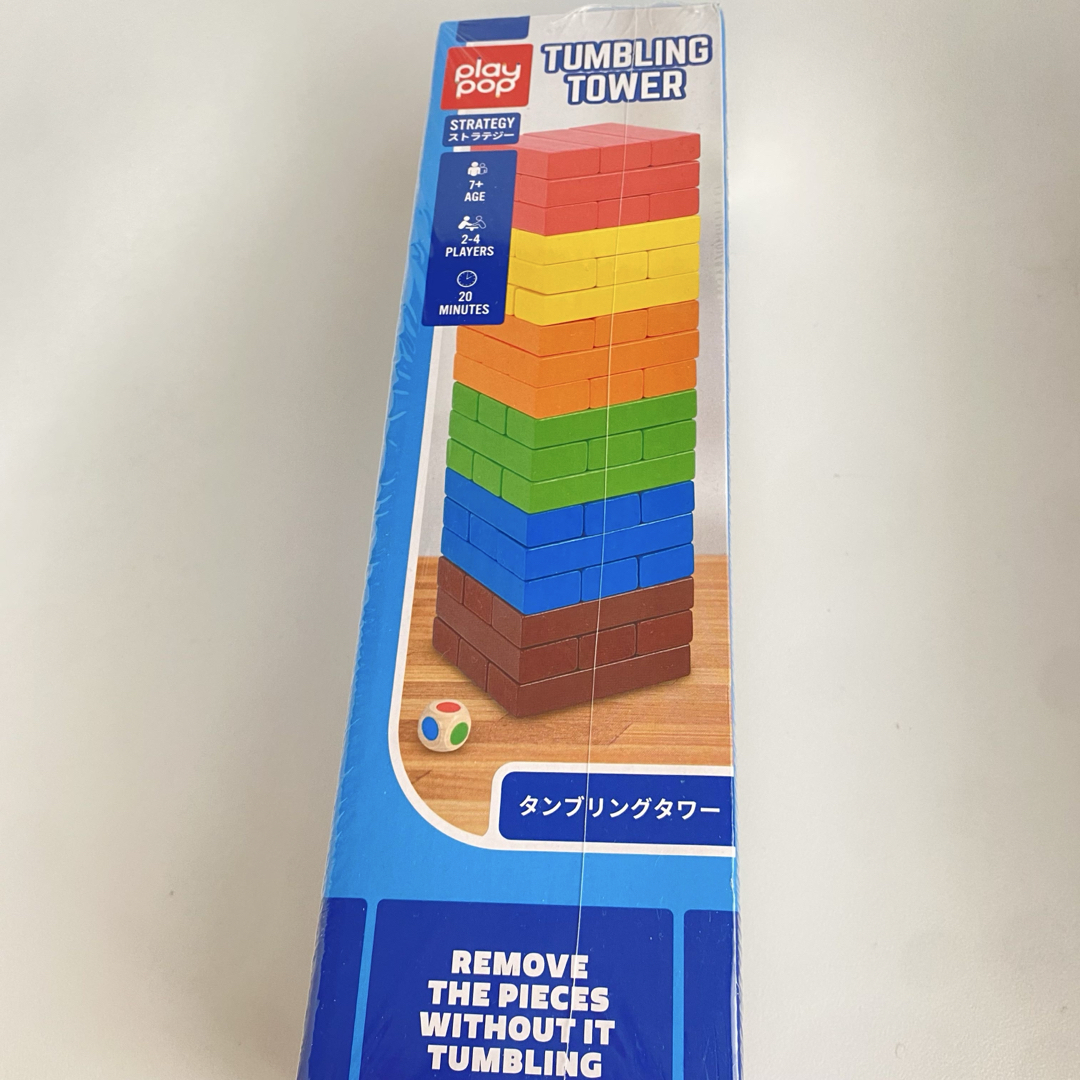 play
pop
TUMBLING
TOWER
STRATEGY
ストラテジー
7+
AGE
2-4
PLAYERS
20
MINUTES
タンブリングタワー
REMOVE
THE PIECES
WITHOUT IT
TUMBLING